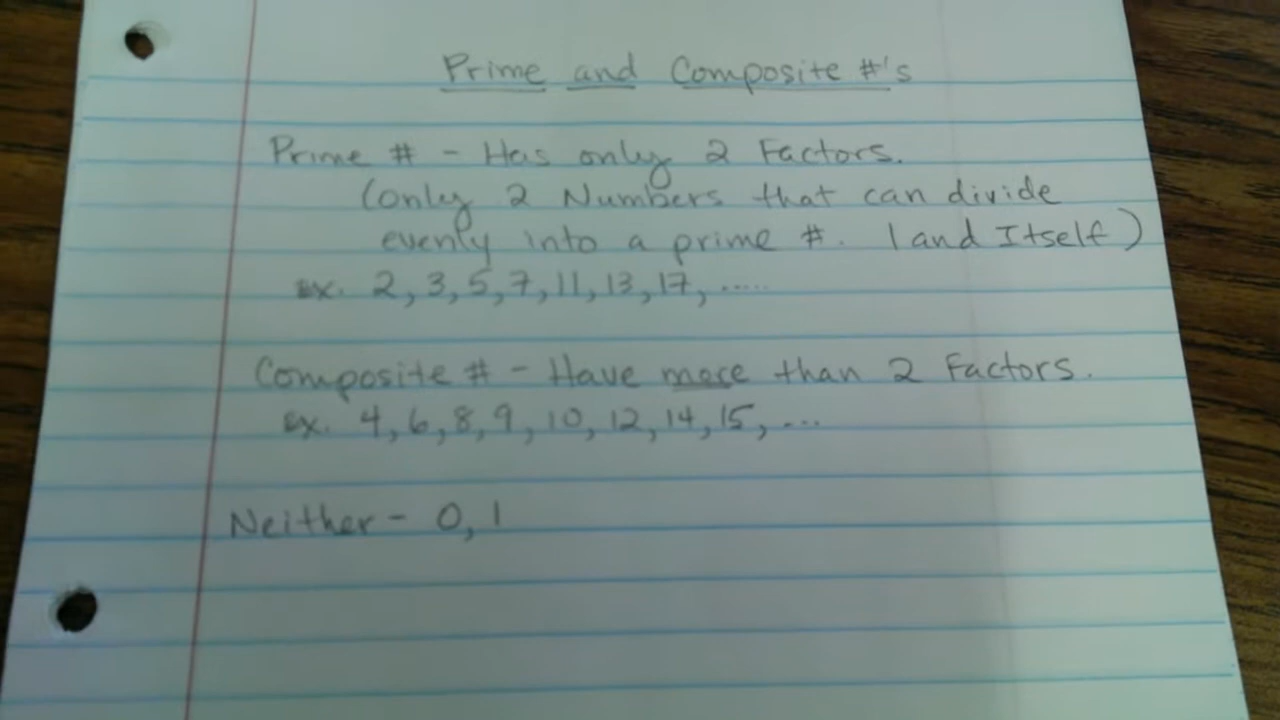 Prime and Composite #'s
Prime # - Has only 2 Factors.
(only 2 Numbers that can divide
evenly into a prime #. 1 and Itself)
ex. 2, 3, 5, 7, 11, 13, 17, .....
Composite # - Have more than 2 Factors.
ex. 4, 6, 8, 9, 10, 12, 14, 15, ...
Neither - 0, 1